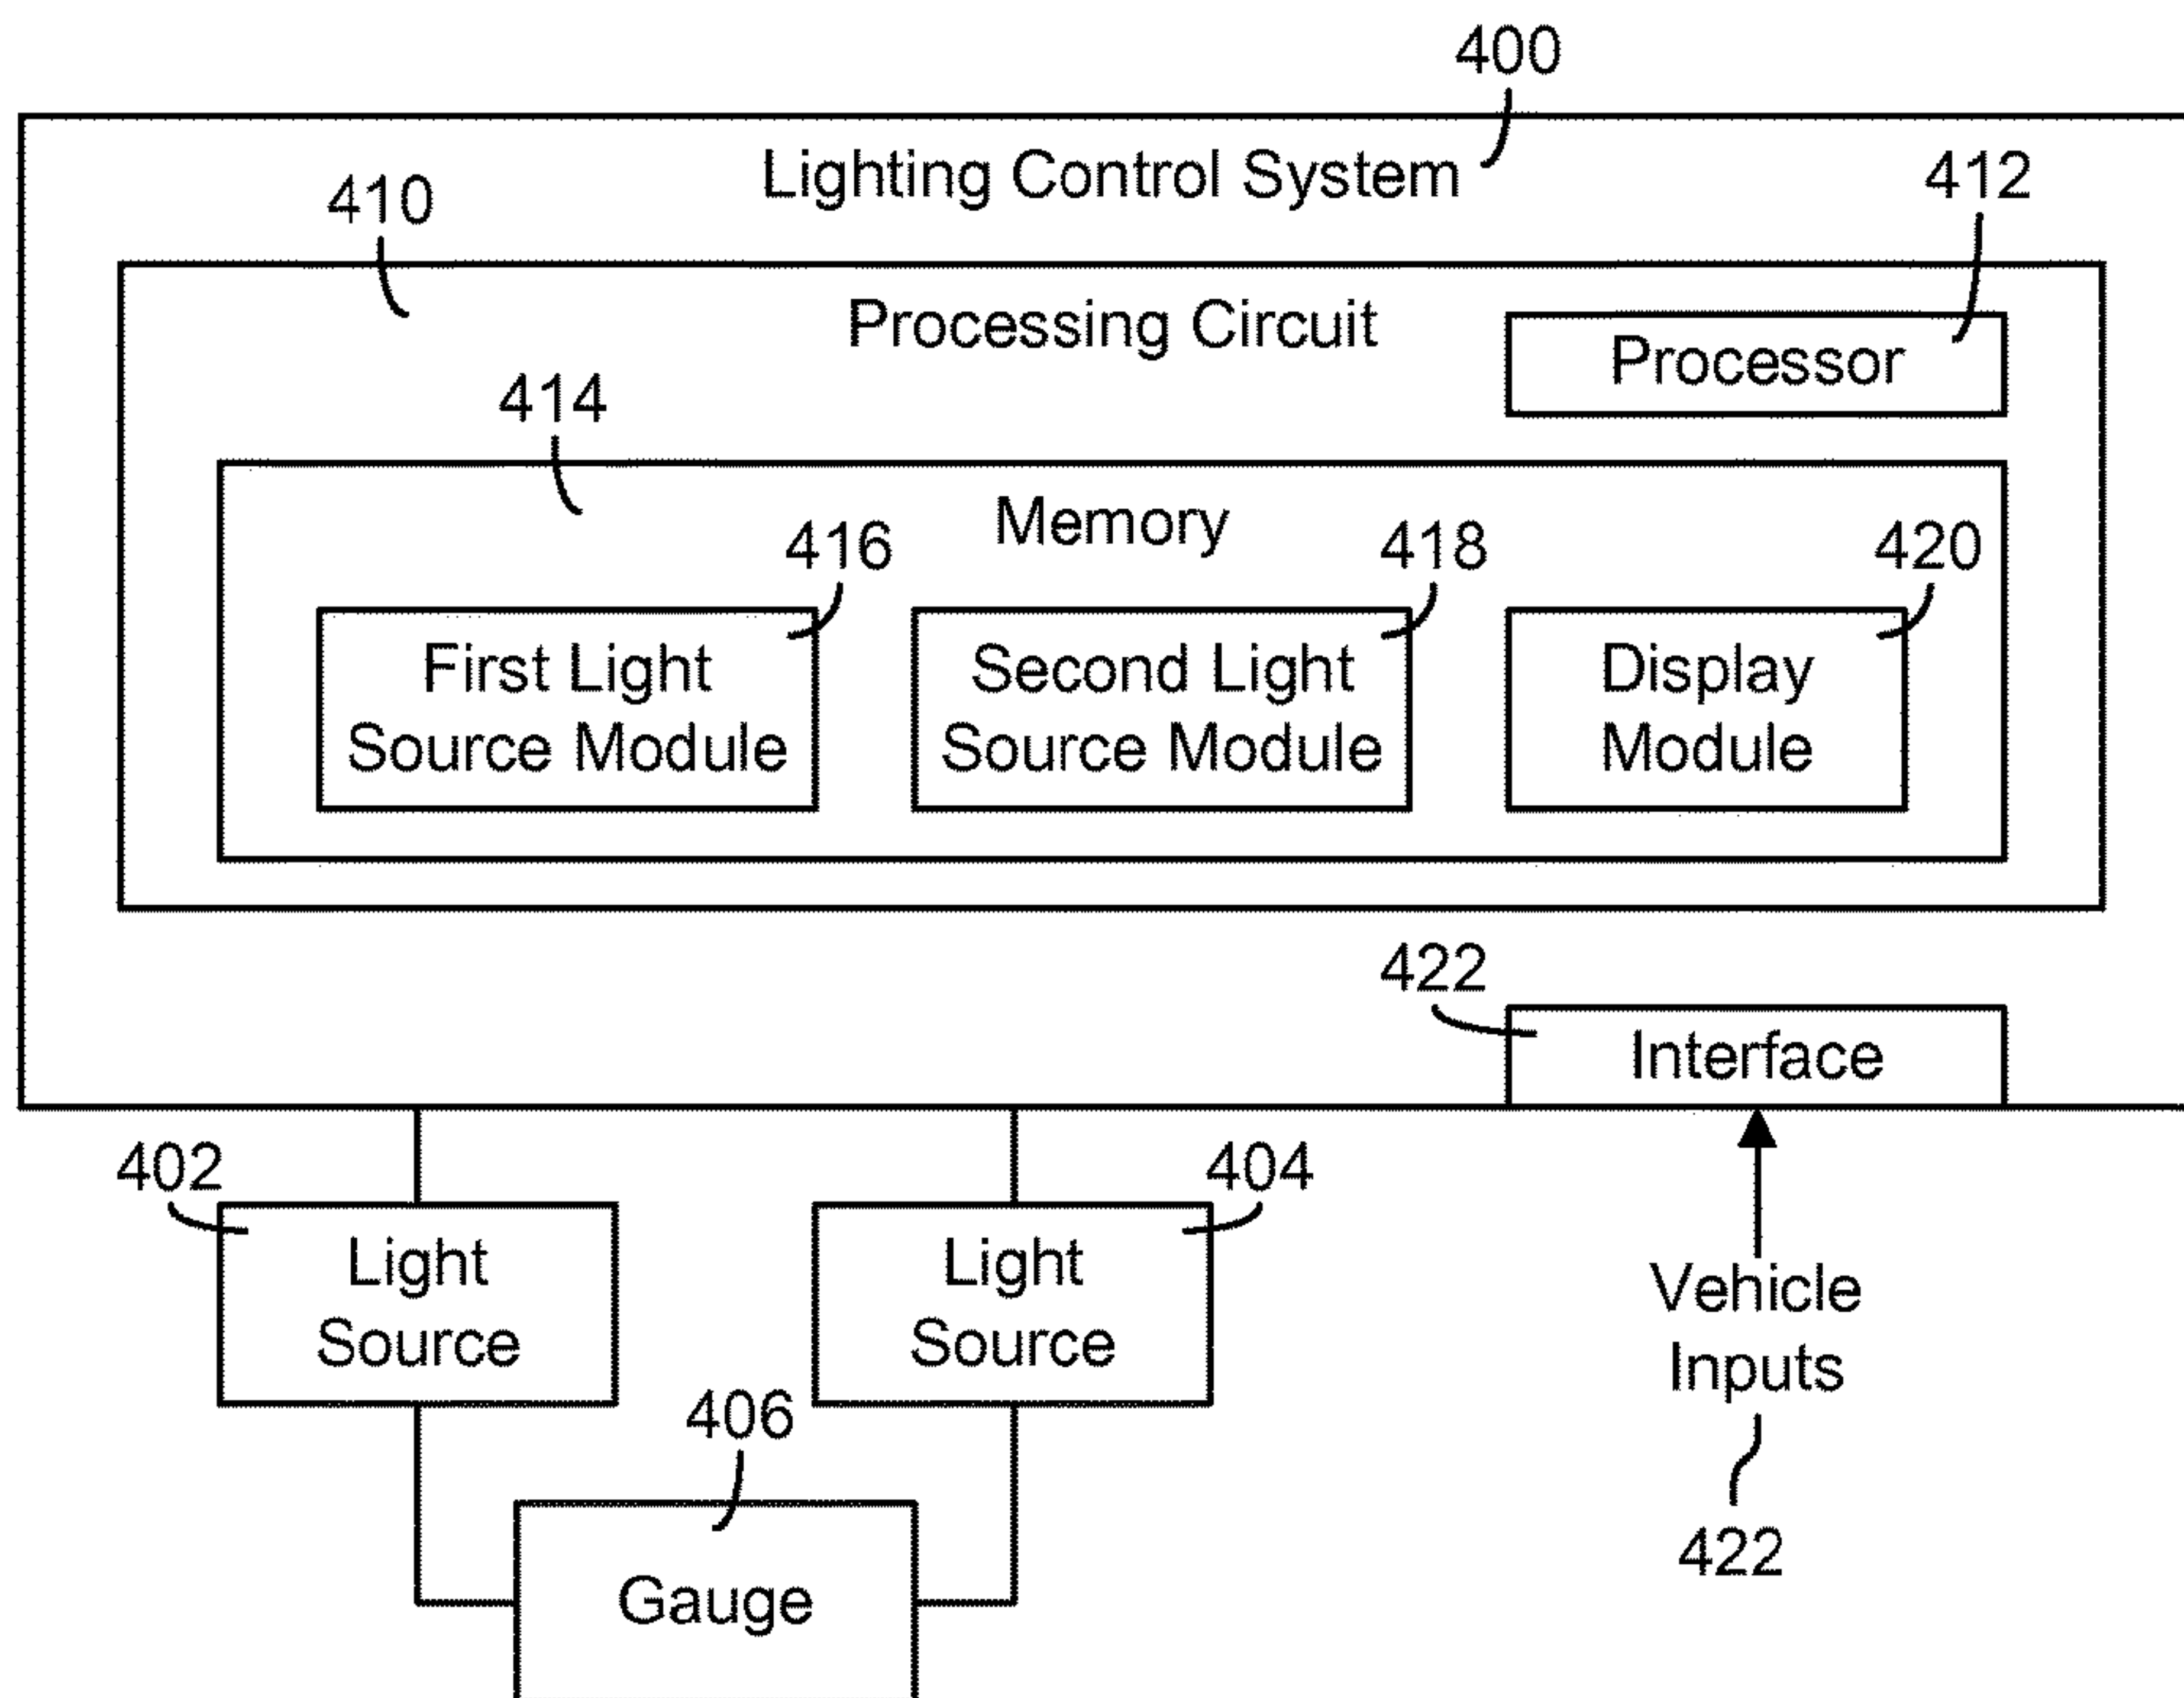 400
Lighting Control System
410
412
Processing Circuit
Processor
414
Memory
416
418
420
First Light
Source Module
Second Light
Source Module
Display
Module
422
Interface
402
404
Light
Source
Light
Source
Vehicle
Inputs
406
422
Gauge